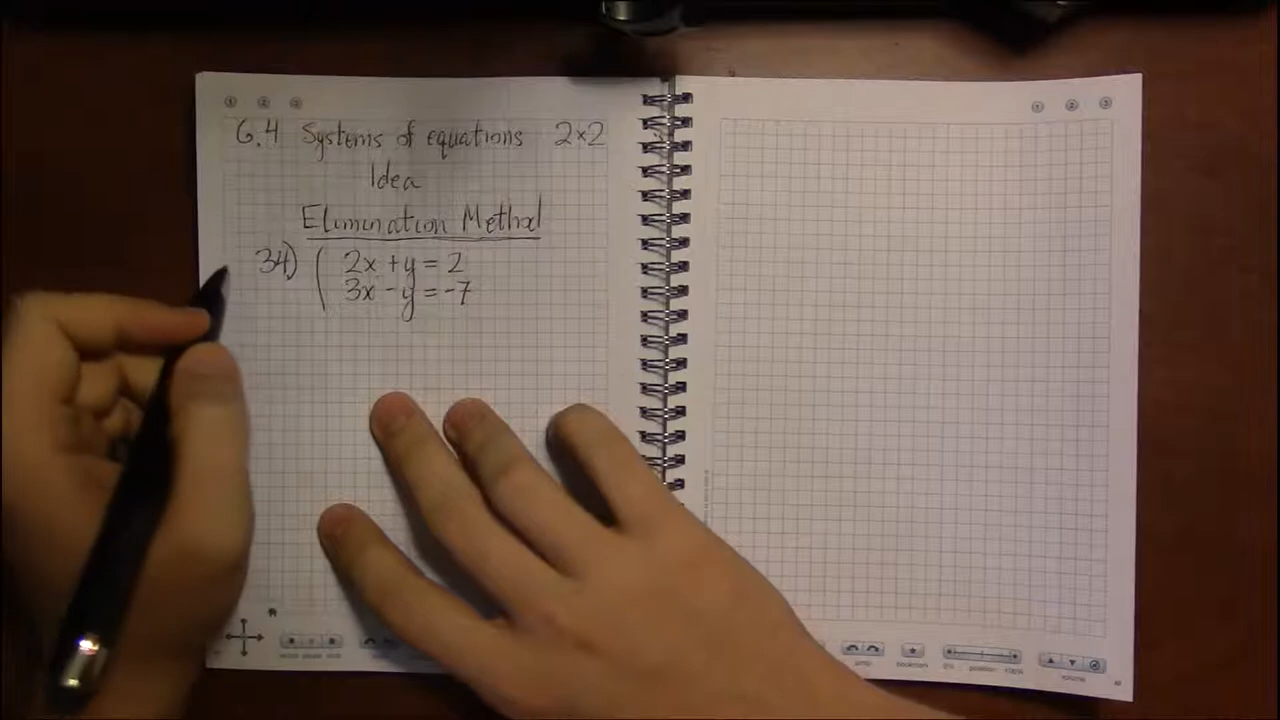 6.4 Systems of equations 2×2
Idea
Elimination Method
34) ( 2x + y = 2
3x - y = -7